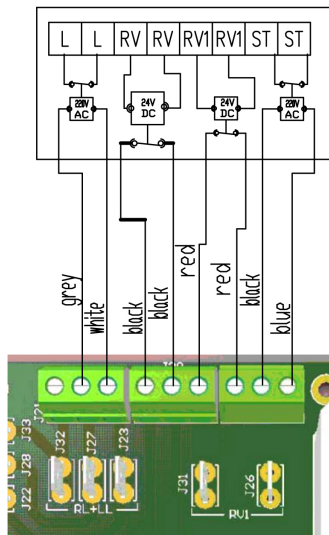 L L RV RV RV1 RV1 ST ST
220V AC
24V DC
24V DC
220V AC
grey
white
black
black
red
red
black
blue
J21
J33
J32
J27
J23
J28
J22
J31
J26
RL+LL
RV1